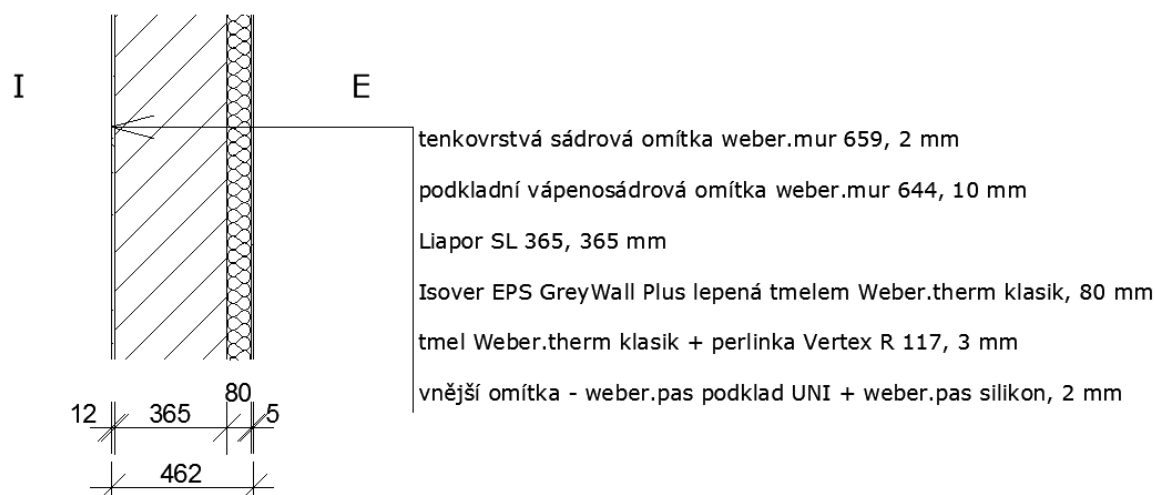 I
E
tenkovrstvá sádrová omítka weber.mur 659, 2 mm
podkladní vápenosádrová omítka weber.mur 644, 10 mm
Liapor SL 365, 365 mm
Isover EPS GreyWall Plus lepená tmelem Weber.therm klasik, 80 mm
tmel Weber.therm klasik + perlinka Vertex R 117, 3 mm
vnější omítka - weber.pas podklad UNI + weber.pas silikon, 2 mm
80
12
365
5
462